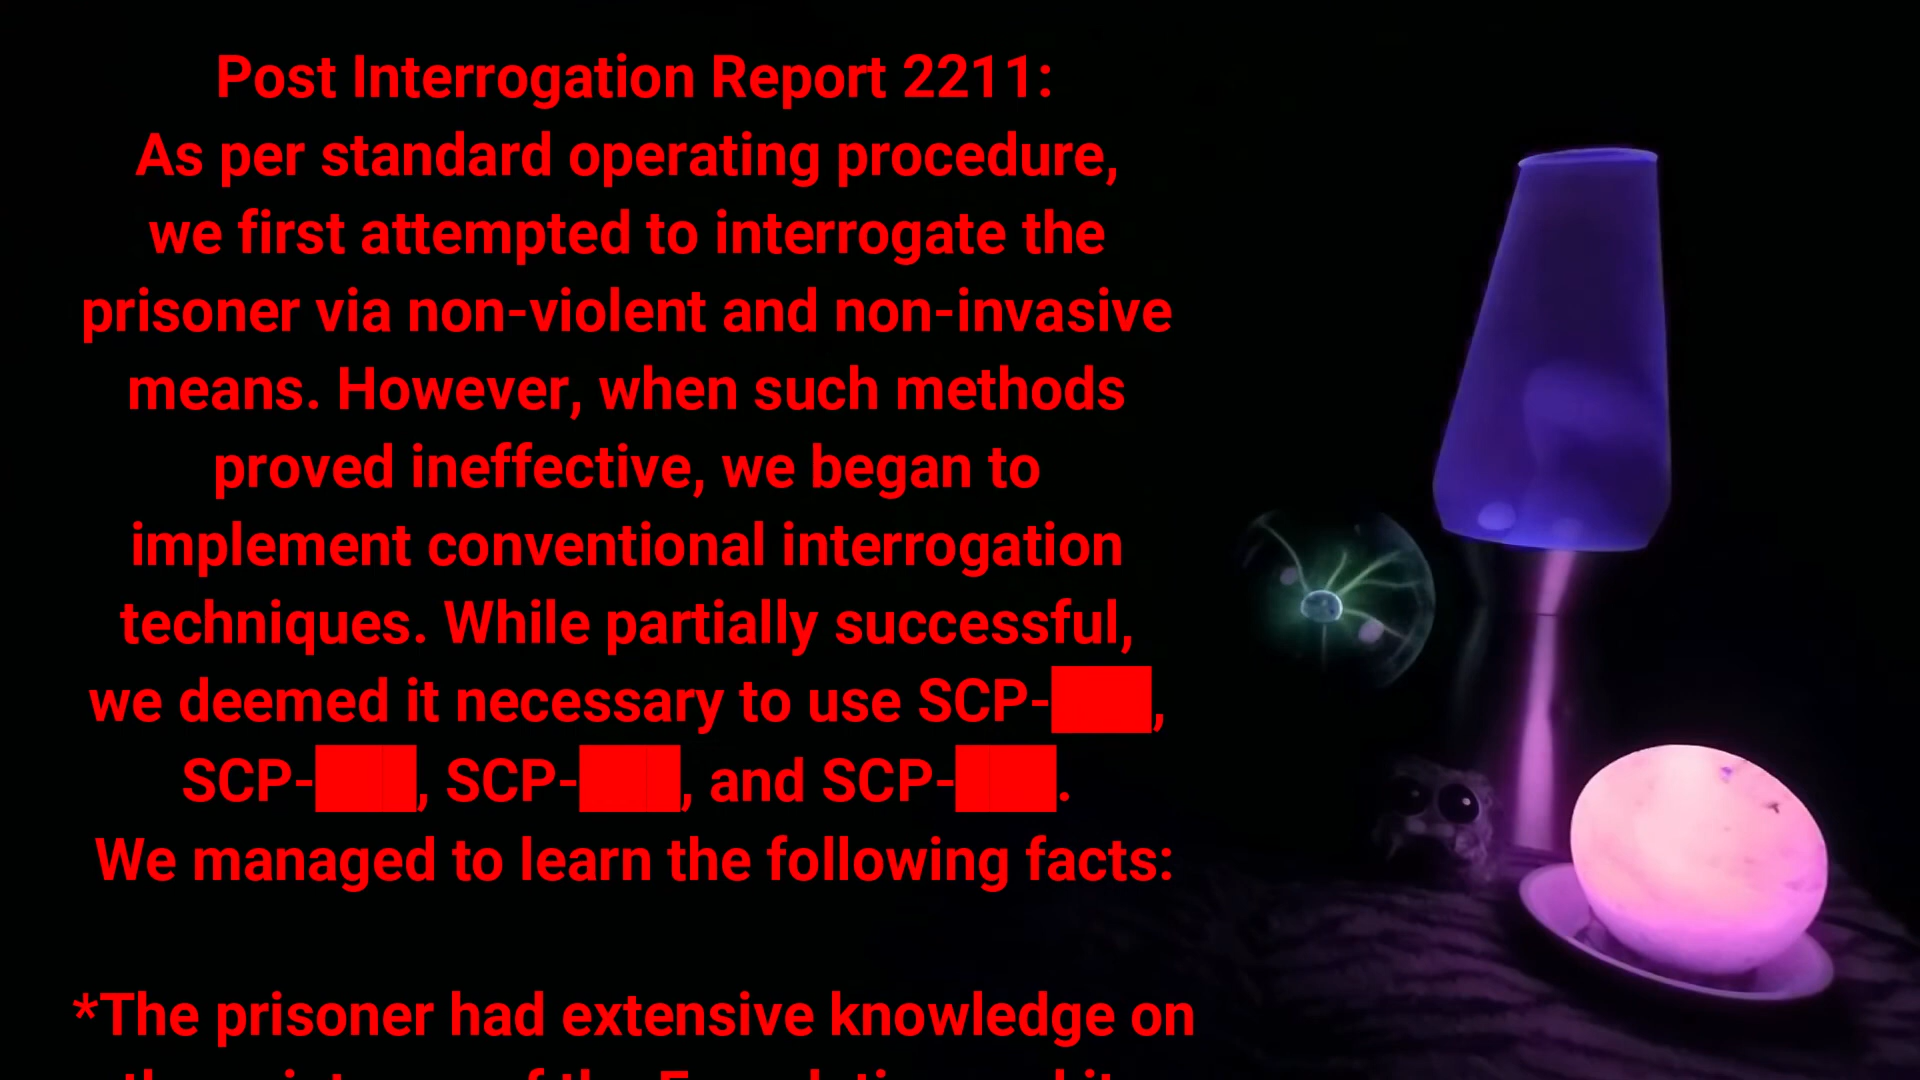 Post Interrogation Report 2211:
As per standard operating procedure,
we first attempted to interrogate the
prisoner via non-violent and non-invasive
means. However, when such methods
proved ineffective, we began to
implement conventional interrogation
techniques. While partially successful,
we deemed it necessary to use SCP-███,
SCP-███, SCP-███, and SCP-███.
We managed to learn the following facts:
*The prisoner had extensive knowledge on